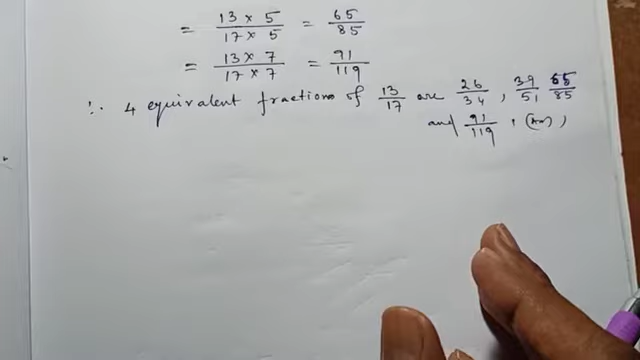 = 13 × 5 / 17 × 5 = 65 / 85
= 13 × 7 / 17 × 7 = 91 / 119
∴ 4 equivalent fractions of 13/17 are 26/34, 39/51 65/85
and 91/119, (Ans),